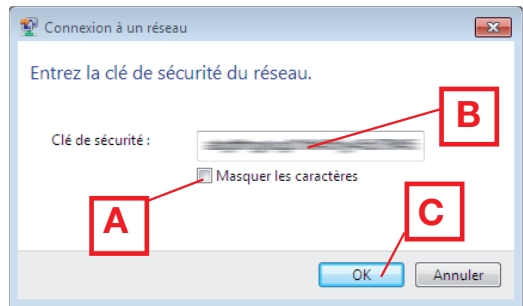 Connexion à un réseau
Entrez la clé de sécurité du réseau.
B
Clé de sécurité :
Masquer les caractères
A
C
OK
Annuler